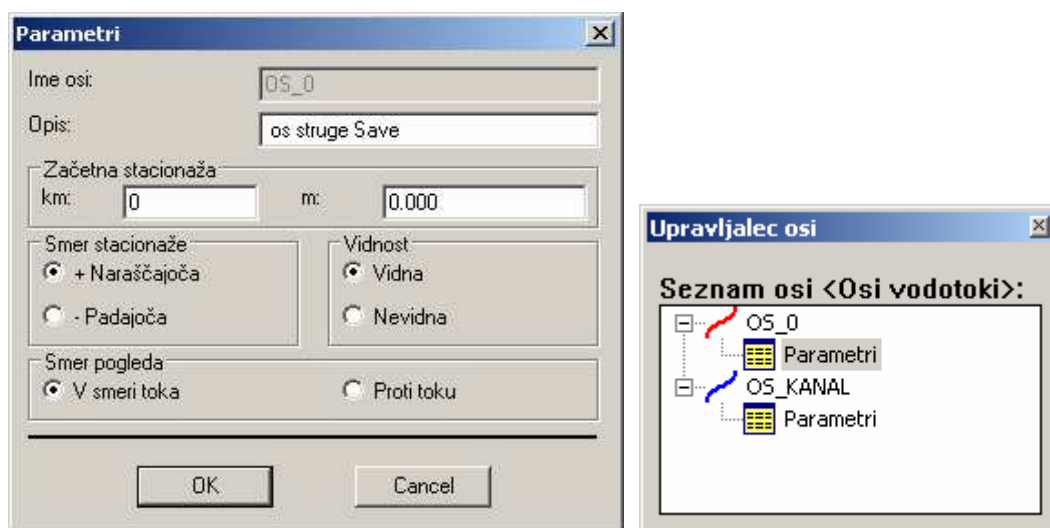 Parametri
Ime osi: OS_0
Opis: os struge Save
Začetna stacionaža
km: 0 m: 0.000
Smer stacionaže
+ Naraščajoča
- Padajoča
Vidnost
Vidna
Nevidna
Smer pogleda
V smeri toka Proti toku
OK Cancel
Upravljalec osi
Seznam osi <Osi vodotoki>:
OS_0
Parametri
OS_KANAL
Parametri